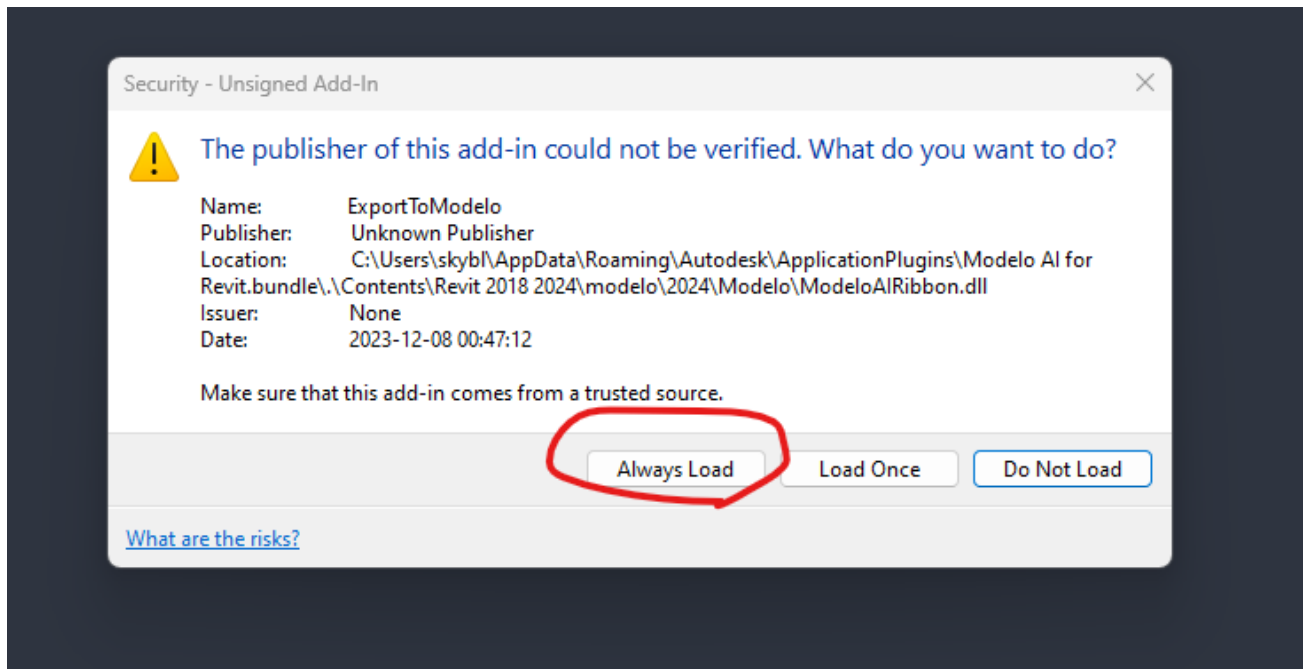 Security - Unsigned Add-In
The publisher of this add-in could not be verified. What do you want to do?
Name: ExportToModelo
Publisher: Unknown Publisher
Location: C:\Users\skybl\AppData\Roaming\Autodesk\ApplicationPlugins\Modelo AI for
Revit.bundle\.\Contents\Revit 2018 2024\modelo\2024\Modelo\ModeloAIRibbon.dll
Issuer: None
Date: 2023-12-08 00:47:12
Make sure that this add-in comes from a trusted source.
Always Load Load Once Do Not Load
What are the risks?